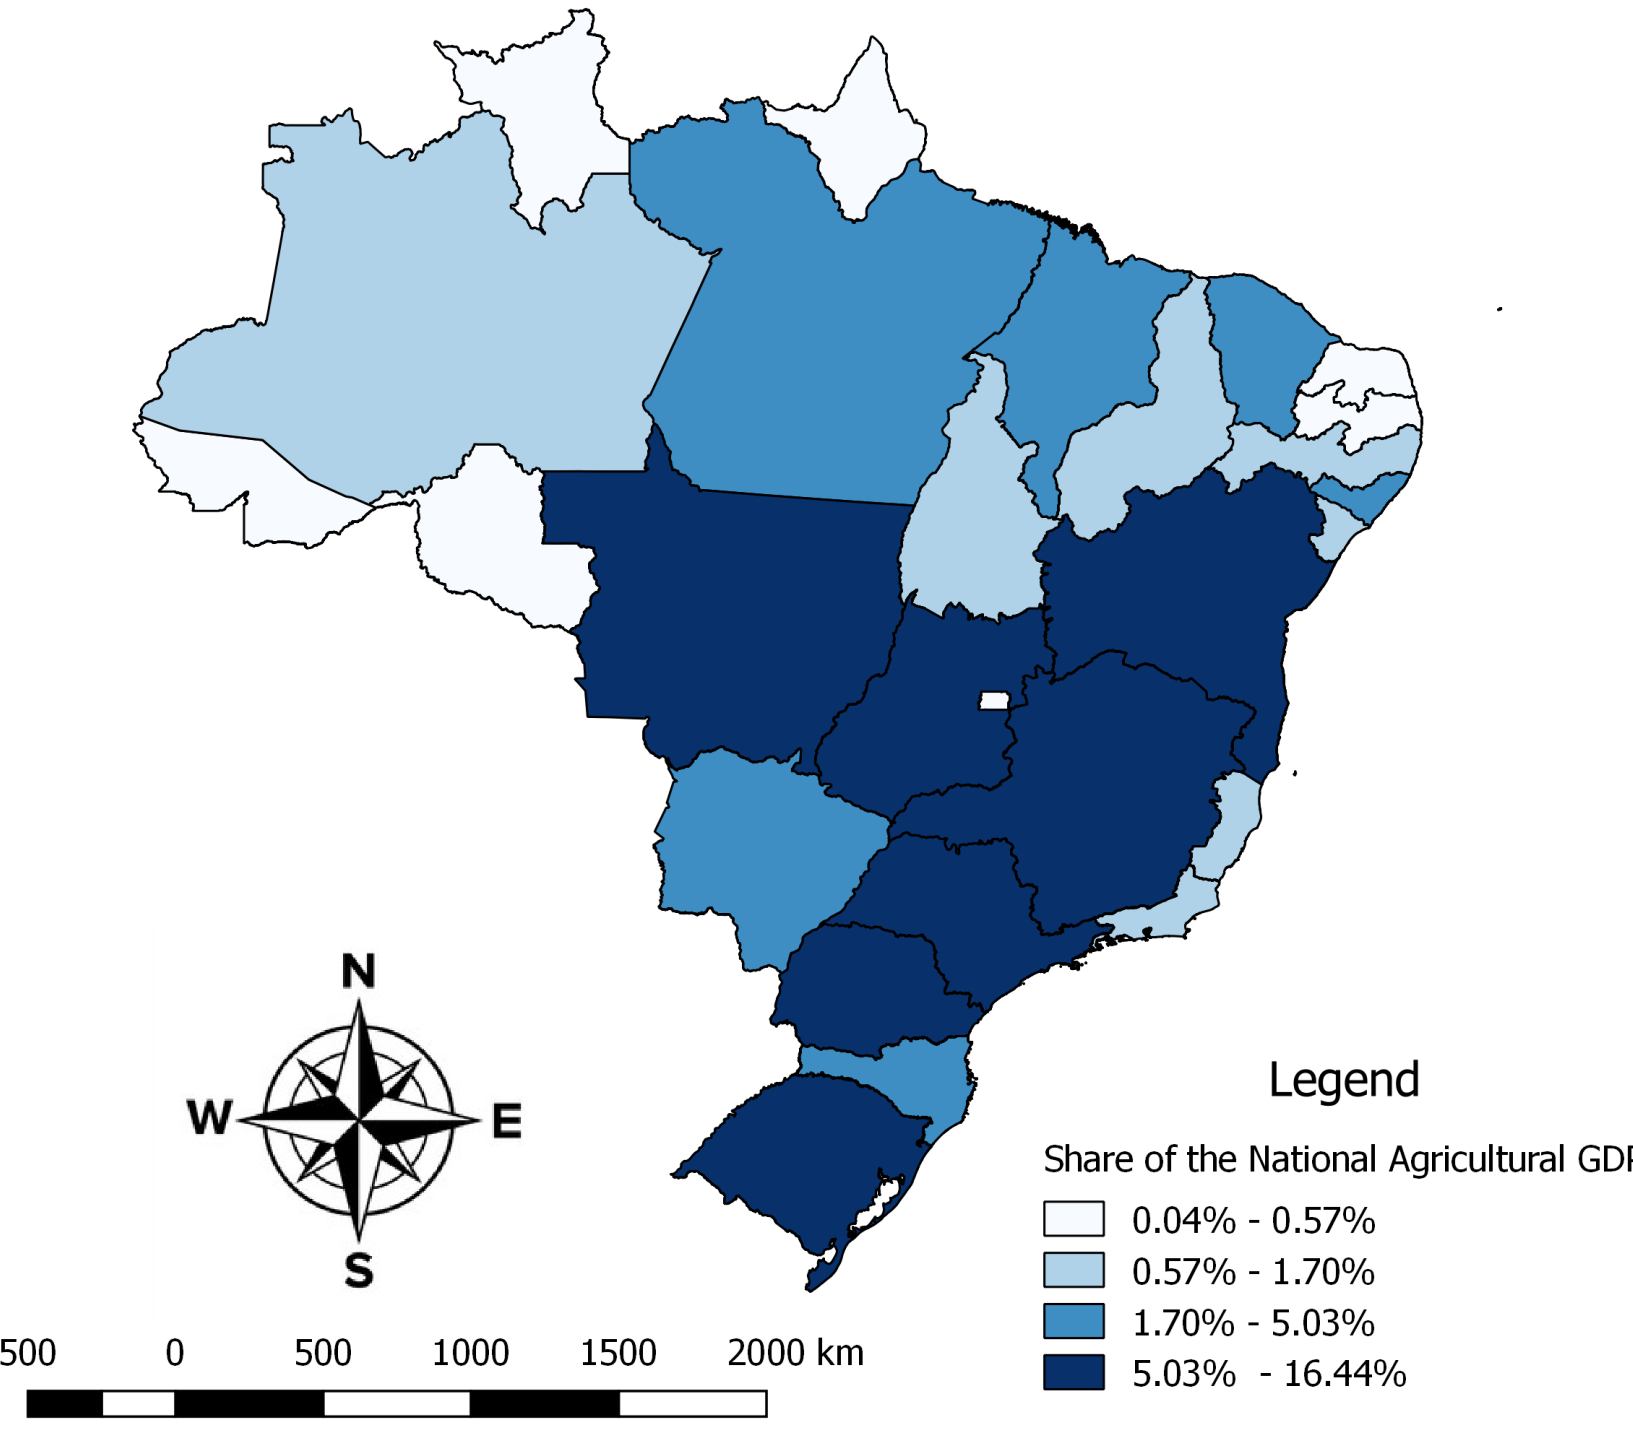 N
W E
S
Legend
Share of the National Agricultural GDP
0.04% - 0.57%
0.57% - 1.70%
1.70% - 5.03%
5.03% - 16.44%
500 0 500 1000 1500 2000 km